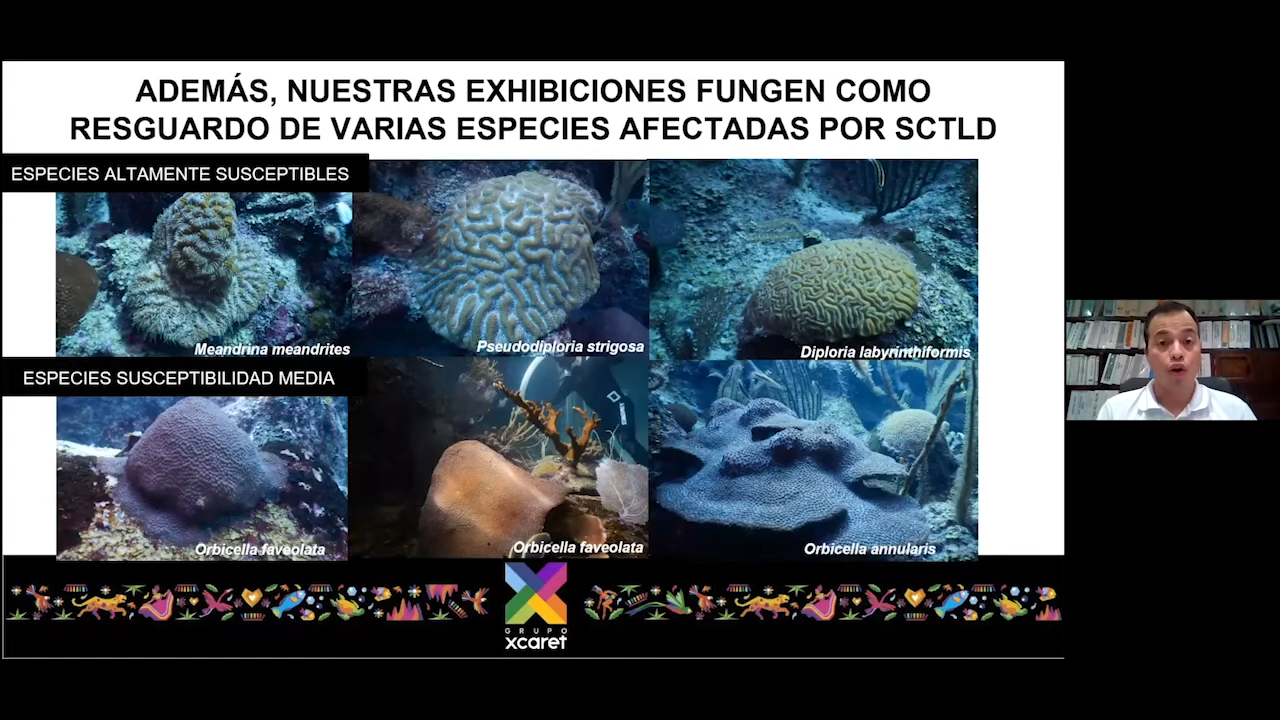 ADEMÁS, NUESTRAS EXHIBICIONES FUNGEN COMO
RESGUARDO DE VARIAS ESPECIES AFECTADAS POR SCTLD
ESPECIES ALTAMENTE SUSCEPTIBLES
Meandrina meandrites
Pseudodiploria strigosa
Diploria labyrinthiformis
ESPECIES SUSCEPTIBILIDAD MEDIA
Orbicella faveolata
Orbicella faveolata
Orbicella annularis
GRUPO
xcaret